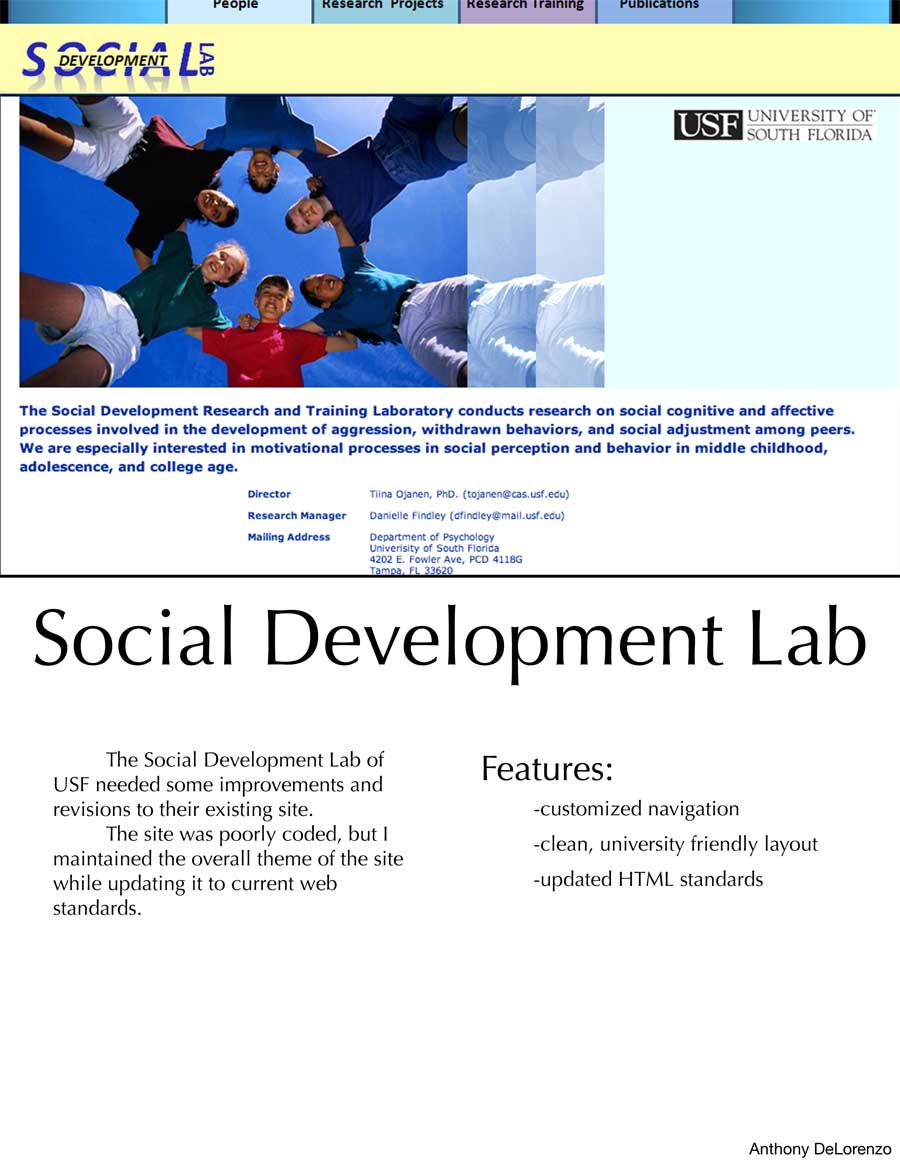 People Research Projects Research Training Publications
SOCIAL DEVELOPMENT LAB
USF UNIVERSITY OF
SOUTH FLORIDA
The Social Development Research and Training Laboratory conducts research on social cognitive and affective
processes involved in the development of aggression, withdrawn behaviors, and social adjustment among peers.
We are especially interested in motivational processes in social perception and behavior in middle childhood,
adolescence, and college age.
Director Tiina Ojanen, PhD. (tojanen@cas.usf.edu)
Research Manager Danielle Findley (dfindley@mail.usf.edu)
Mailing Address Department of Psychology
Univerisity of South Florida
4202 E. Fowler Ave, PCD 4118G
Tampa, FL 33620
Social Development Lab
The Social Development Lab of
USF needed some improvements and
revisions to their existing site.
The site was poorly coded, but I
maintained the overall theme of the site
while updating it to current web
standards.
Features:
-customized navigation
-clean, university friendly layout
-updated HTML standards
Anthony DeLorenzo